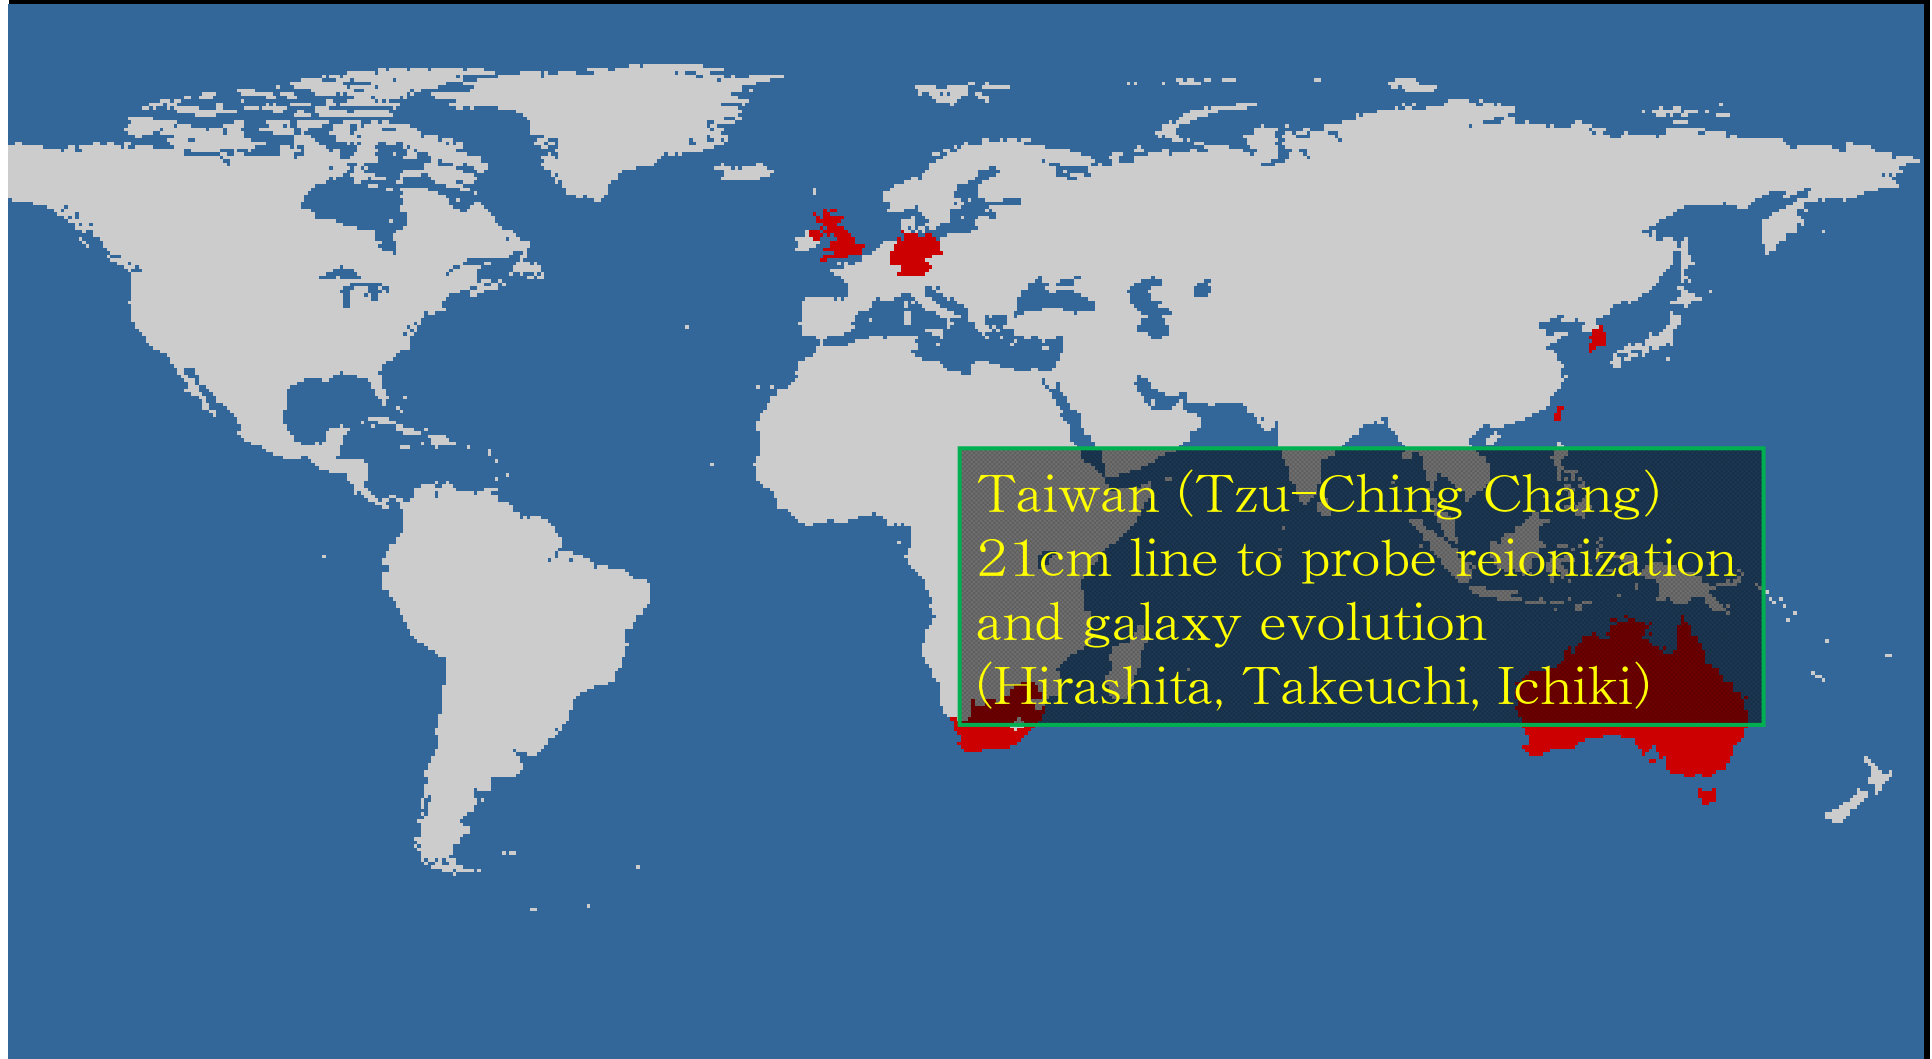 Taiwan (Tzu-Ching Chang)
21cm line to probe reionization
and galaxy evolution
(Hirashita, Takeuchi, Ichiki)